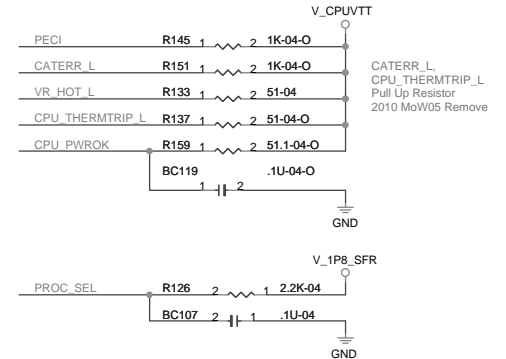 V_CPUVTT
PECI R145 1 2 1K-04-O
CATERR_L R151 1 2 1K-04-O
VR_HOT_L R133 1 2 51-04
CPU_THERMTRIP_L R137 1 2 51-04-O
CPU_PWROK R159 1 2 51.1-04-O
BC119 .1U-04-O
1 2
GND
CATERR_L,
CPU_THERMTRIP_L
Pull Up Resistor
2010 MoW05 Remove
V_1P8_SFR
PROC_SEL R126 2 1 2.2K-04
BC107 2 1 .1U-04
GND